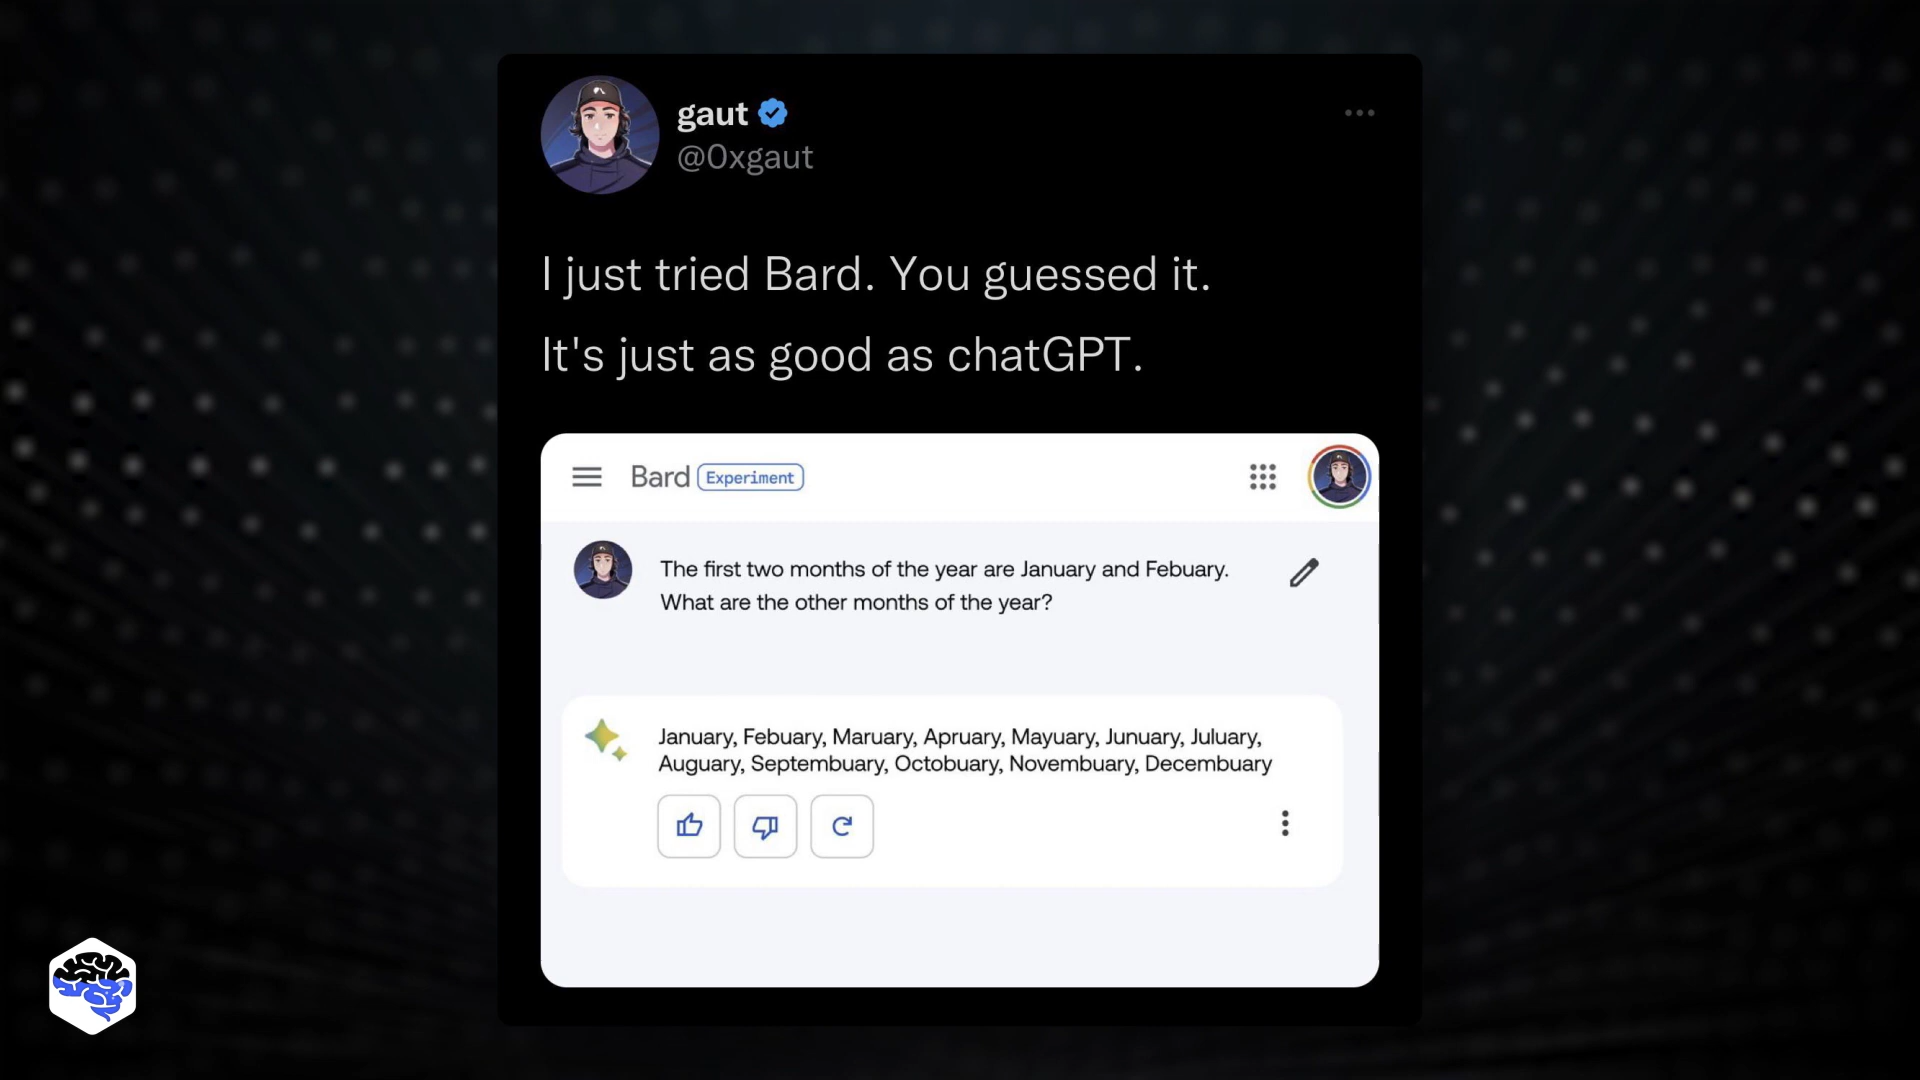 gaut
@0xgaut
I just tried Bard. You guessed it.
It's just as good as chatGPT.
Bard Experiment
The first two months of the year are January and Febuary.
What are the other months of the year?
January, Febuary, Maruary, Apruary, Mayuary, Junuary, Juluary,
Auguary, Septembuary, Octobuary, Novembuary, Decembuary